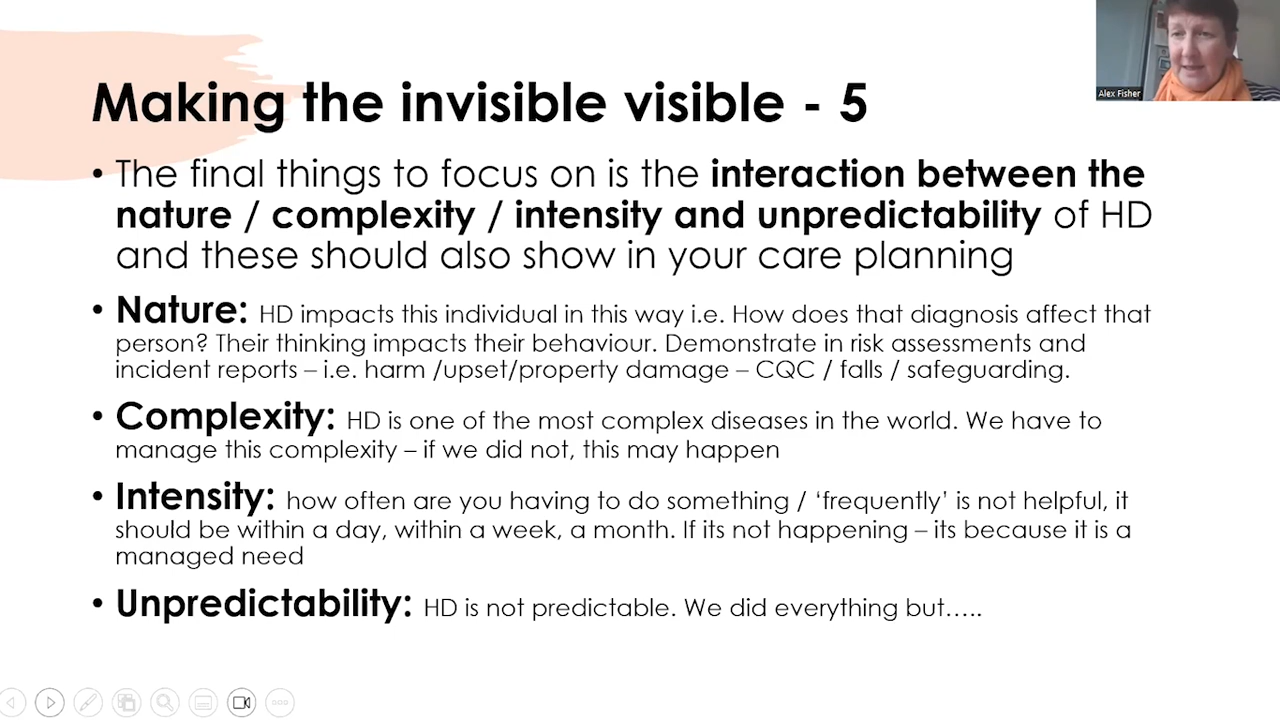 Alex Fisher
Making the invisible visible - 5
• The final things to focus on is the interaction between the
nature / complexity / intensity and unpredictability of HD
and these should also show in your care planning
• Nature: HD impacts this individual in this way i.e. How does that diagnosis affect that
person? Their thinking impacts their behaviour. Demonstrate in risk assessments and
incident reports – i.e. harm /upset/property damage – CQC / falls / safeguarding.
• Complexity: HD is one of the most complex diseases in the world. We have to
manage this complexity – if we did not, this may happen
• Intensity: how often are you having to do something / ‘frequently’ is not helpful, it
should be within a day, within a week, a month. If its not happening – its because it is a
managed need
• Unpredictability: HD is not predictable. We did everything but…..